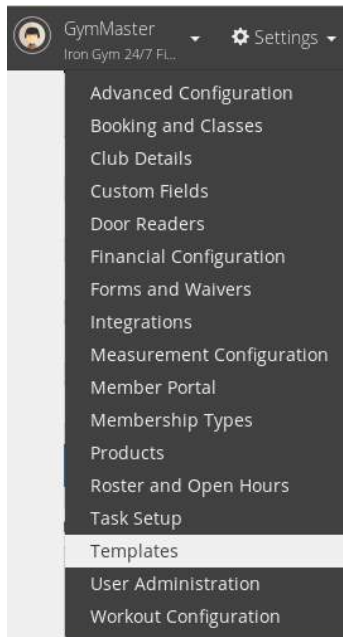 GymMaster
Settings
Iron Gym 24/7 Fi...
Advanced Configuration
Booking and Classes
Club Details
Custom Fields
Door Readers
Financial Configuration
Forms and Waivers
Integrations
Measurement Configuration
Member Portal
Membership Types
Products
Roster and Open Hours
Task Setup
Templates
User Administration
Workout Configuration